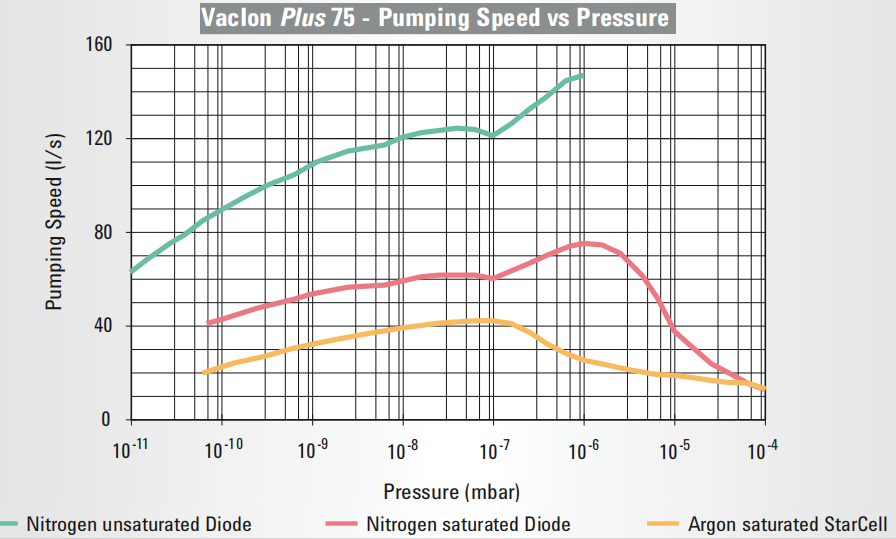 VacIon Plus 75 - Pumping Speed vs Pressure
Pumping Speed (l/s)
160
120
80
40
0
10-11 10-10 10-9 10-8 10-7 10-6 10-5 10-4
Pressure (mbar)
Nitrogen unsaturated Diode Nitrogen saturated Diode Argon saturated StarCell